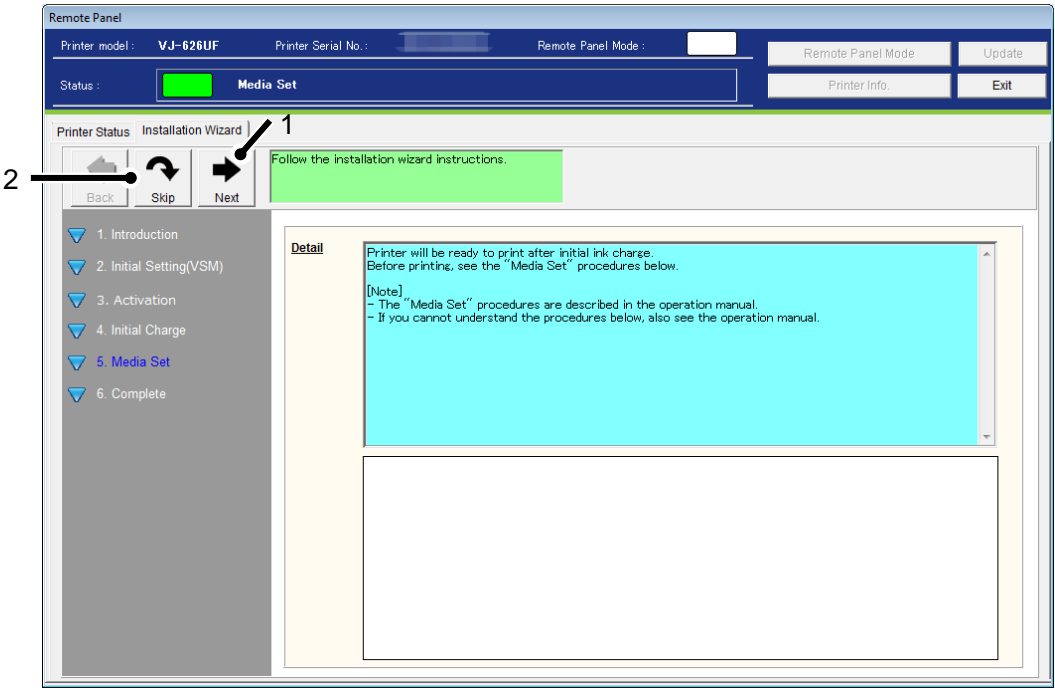 Remote Panel
Printer model : VJ-626UF Printer Serial No. : Remote Panel Mode :
Remote Panel Mode Update
Status : Media Set
Printer Info. Exit
Printer Status Installation Wizard
1
2
Back Skip Next
Follow the installation wizard instructions.
1. Introduction
2. Initial Setting(VSM)
3. Activation
4. Initial Charge
5. Media Set
6. Complete
Detail
Printer will be ready to print after initial ink charge.
Before printing, see the "Media Set" procedures below.
[Note]
- The "Media Set" procedures are described in the operation manual.
- If you cannot understand the procedures below, also see the operation manual.